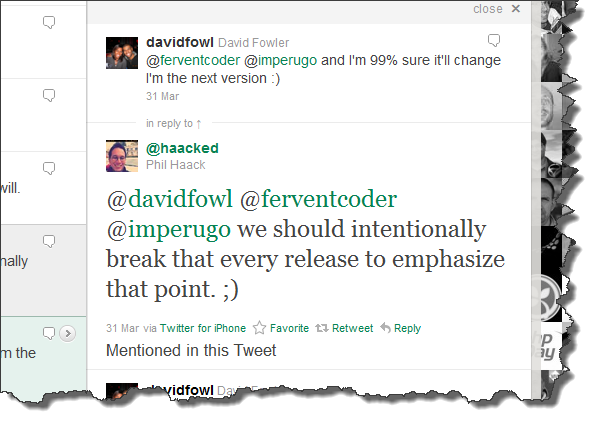 close ✕
davidfowl David Fowler
@ferventcoder @imperugo and I'm 99% sure it'll change
I'm the next version :)
31 Mar
in reply to ↑
@haacked
Phil Haack
will.
@davidfowl @ferventcoder
@imperugo we should intentionally
break that every release to emphasize
nally
that point. ;)
31 Mar via Twitter for iPhone Favorite Retweet Reply
m the
Mentioned in this Tweet
davidfowl David Fowler